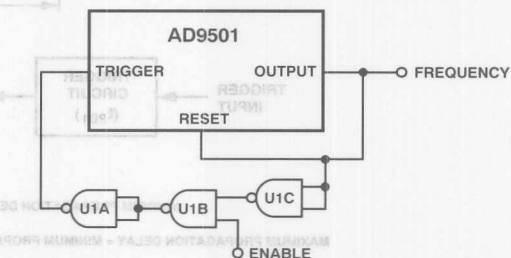 AD9501
TRIGGER
OUTPUT
FREQUENCY
RESET
U1A
U1B
U1C
ENABLE